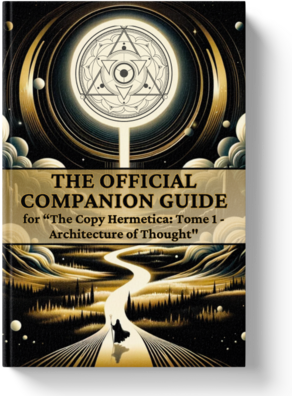 THE OFFICIAL
COMPANION GUIDE
for “The Copy Hermetica: Tome 1 -
Architecture of Thought"